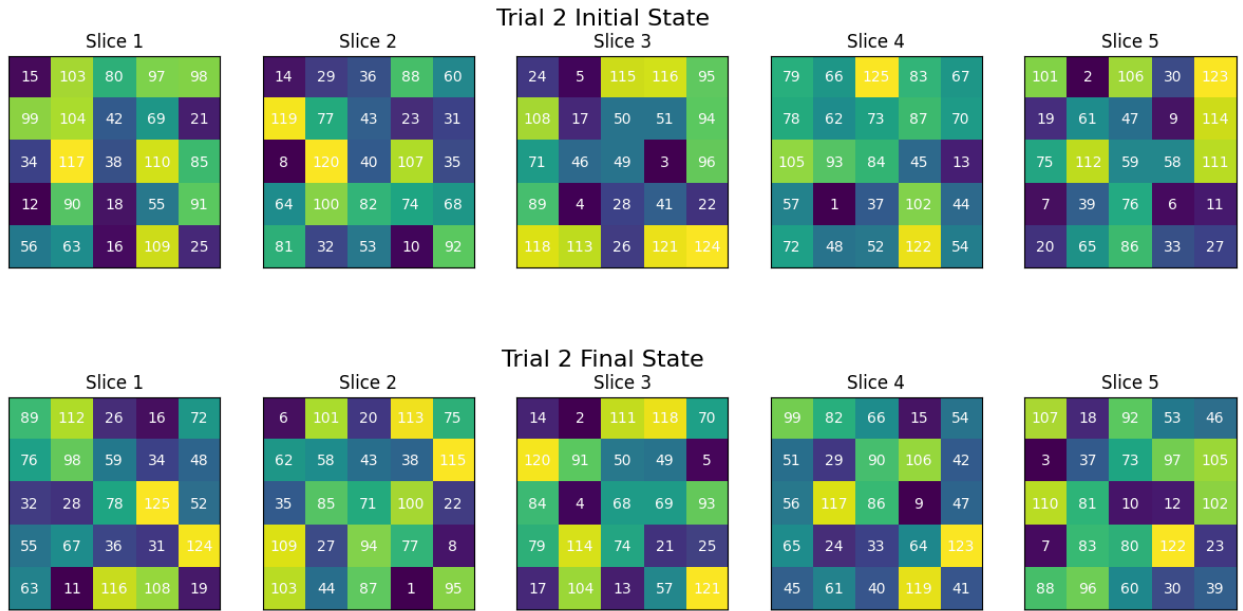 Trial 2 Initial State
Slice 1 Slice 2 Slice 3 Slice 4 Slice 5
15 103 80 97 98 14 29 36 88 60 24 5 115 116 95 79 66 125 83 67 101 2 106 30 123
99 104 42 69 21 119 77 43 23 31 108 17 50 51 94 78 62 73 87 70 19 61 47 9 114
34 117 38 110 85 8 120 40 107 35 71 46 49 3 96 105 93 84 45 13 75 112 59 58 111
12 90 18 55 91 64 100 82 74 68 89 4 28 41 22 57 1 37 102 44 7 39 76 6 11
56 63 16 109 25 81 32 53 10 92 118 113 26 121 124 72 48 52 122 54 20 65 86 33 27
Trial 2 Final State
Slice 1 Slice 2 Slice 3 Slice 4 Slice 5
89 112 26 16 72 6 101 20 113 75 14 2 111 118 70 99 82 66 15 54 107 18 92 53 46
76 98 59 34 48 62 58 43 38 115 120 91 50 49 5 51 29 90 106 42 3 37 73 97 105
32 28 78 125 52 35 85 71 100 22 84 4 68 69 93 56 117 86 9 47 110 81 10 12 102
55 67 36 31 124 109 27 94 77 8 79 114 74 21 25 65 24 33 64 123 7 83 80 122 23
63 11 116 108 19 103 44 87 1 95 17 104 13 57 121 45 61 40 119 41 88 96 60 30 39